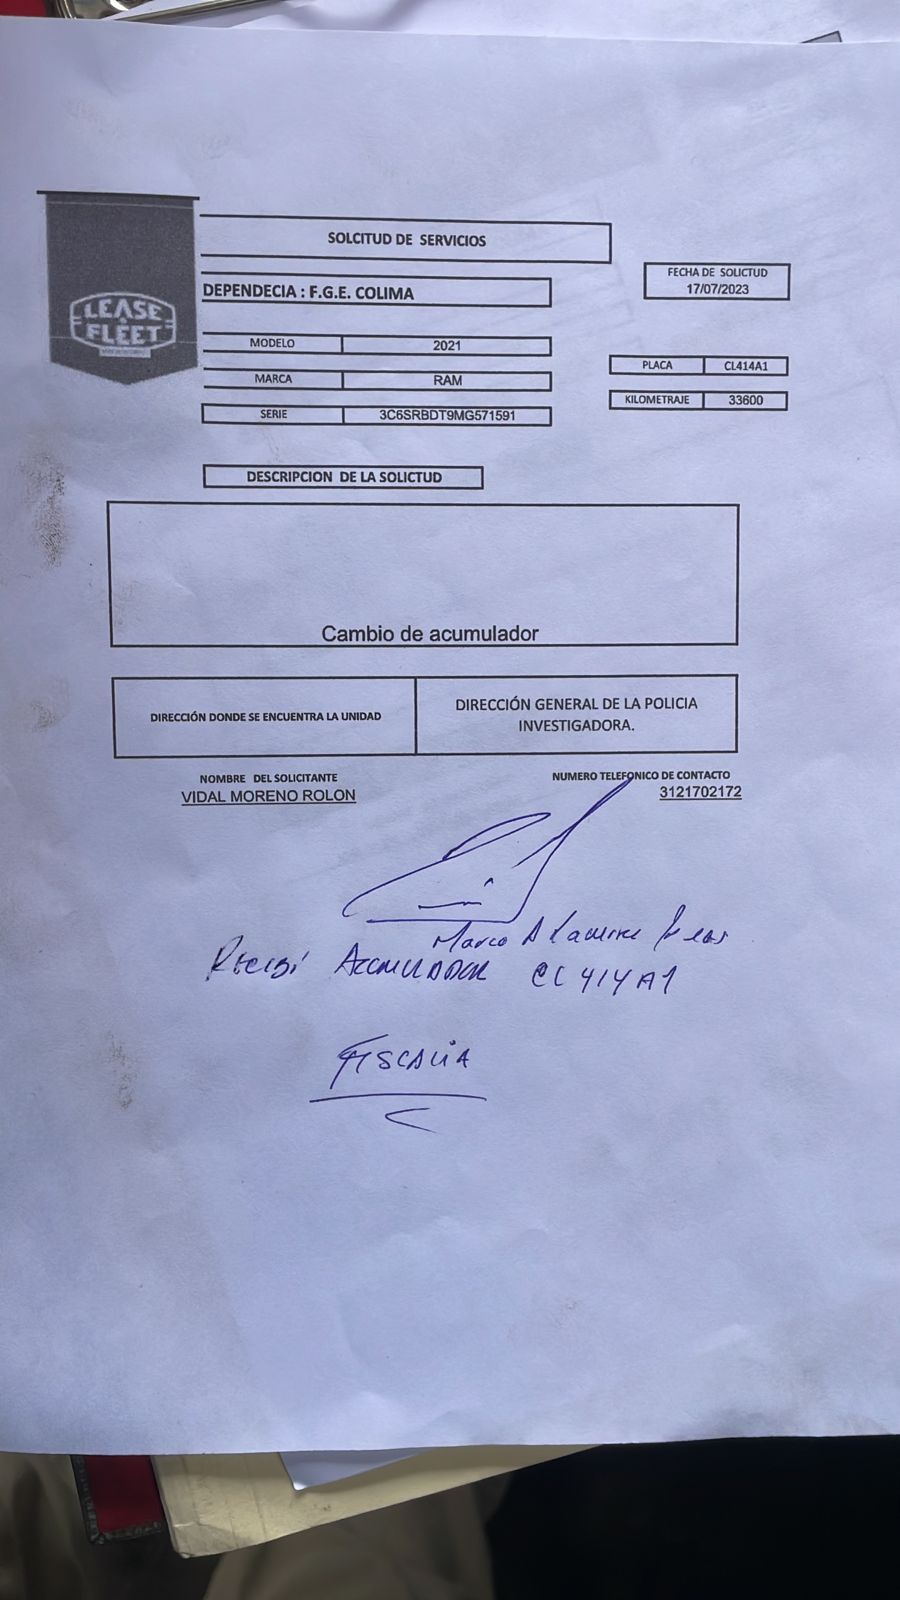 SOLCITUD DE SERVICIOS
FECHA DE SOLICTUD
17/07/2023
DEPENDECIA : F.G.E. COLIMA
LEASE
FLEET
MODELO 2021
PLACA CL414A1
MARCA RAM
KILOMETRAJE 33600
SERIE 3C6SRBDT9MG571591
DESCRIPCION DE LA SOLICTUD
Cambio de acumulador
DIRECCIÓN DONDE SE ENCUENTRA LA UNIDAD
DIRECCIÓN GENERAL DE LA POLICIA
INVESTIGADORA.
NOMBRE DEL SOLICITANTE
VIDAL MORENO ROLON
NUMERO TELEFONICO DE CONTACTO
3121702172
Marco A
Recibí ACUMULADOR CL414A1
FISCALIA